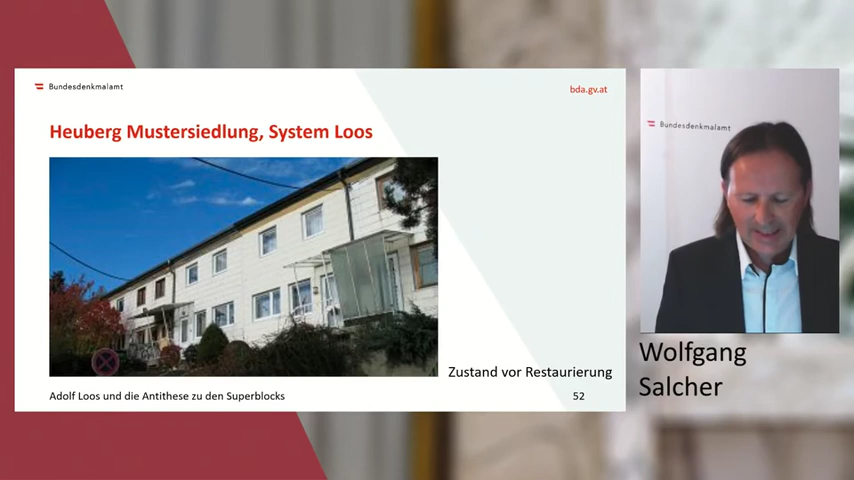 Bundesdenkmalamt
bda.gv.at
Heuberg Mustersiedlung, System Loos
Zustand vor Restaurierung
Adolf Loos und die Antithese zu den Superblocks
52
Bundesdenkmalamt
Wolfgang
Salcher